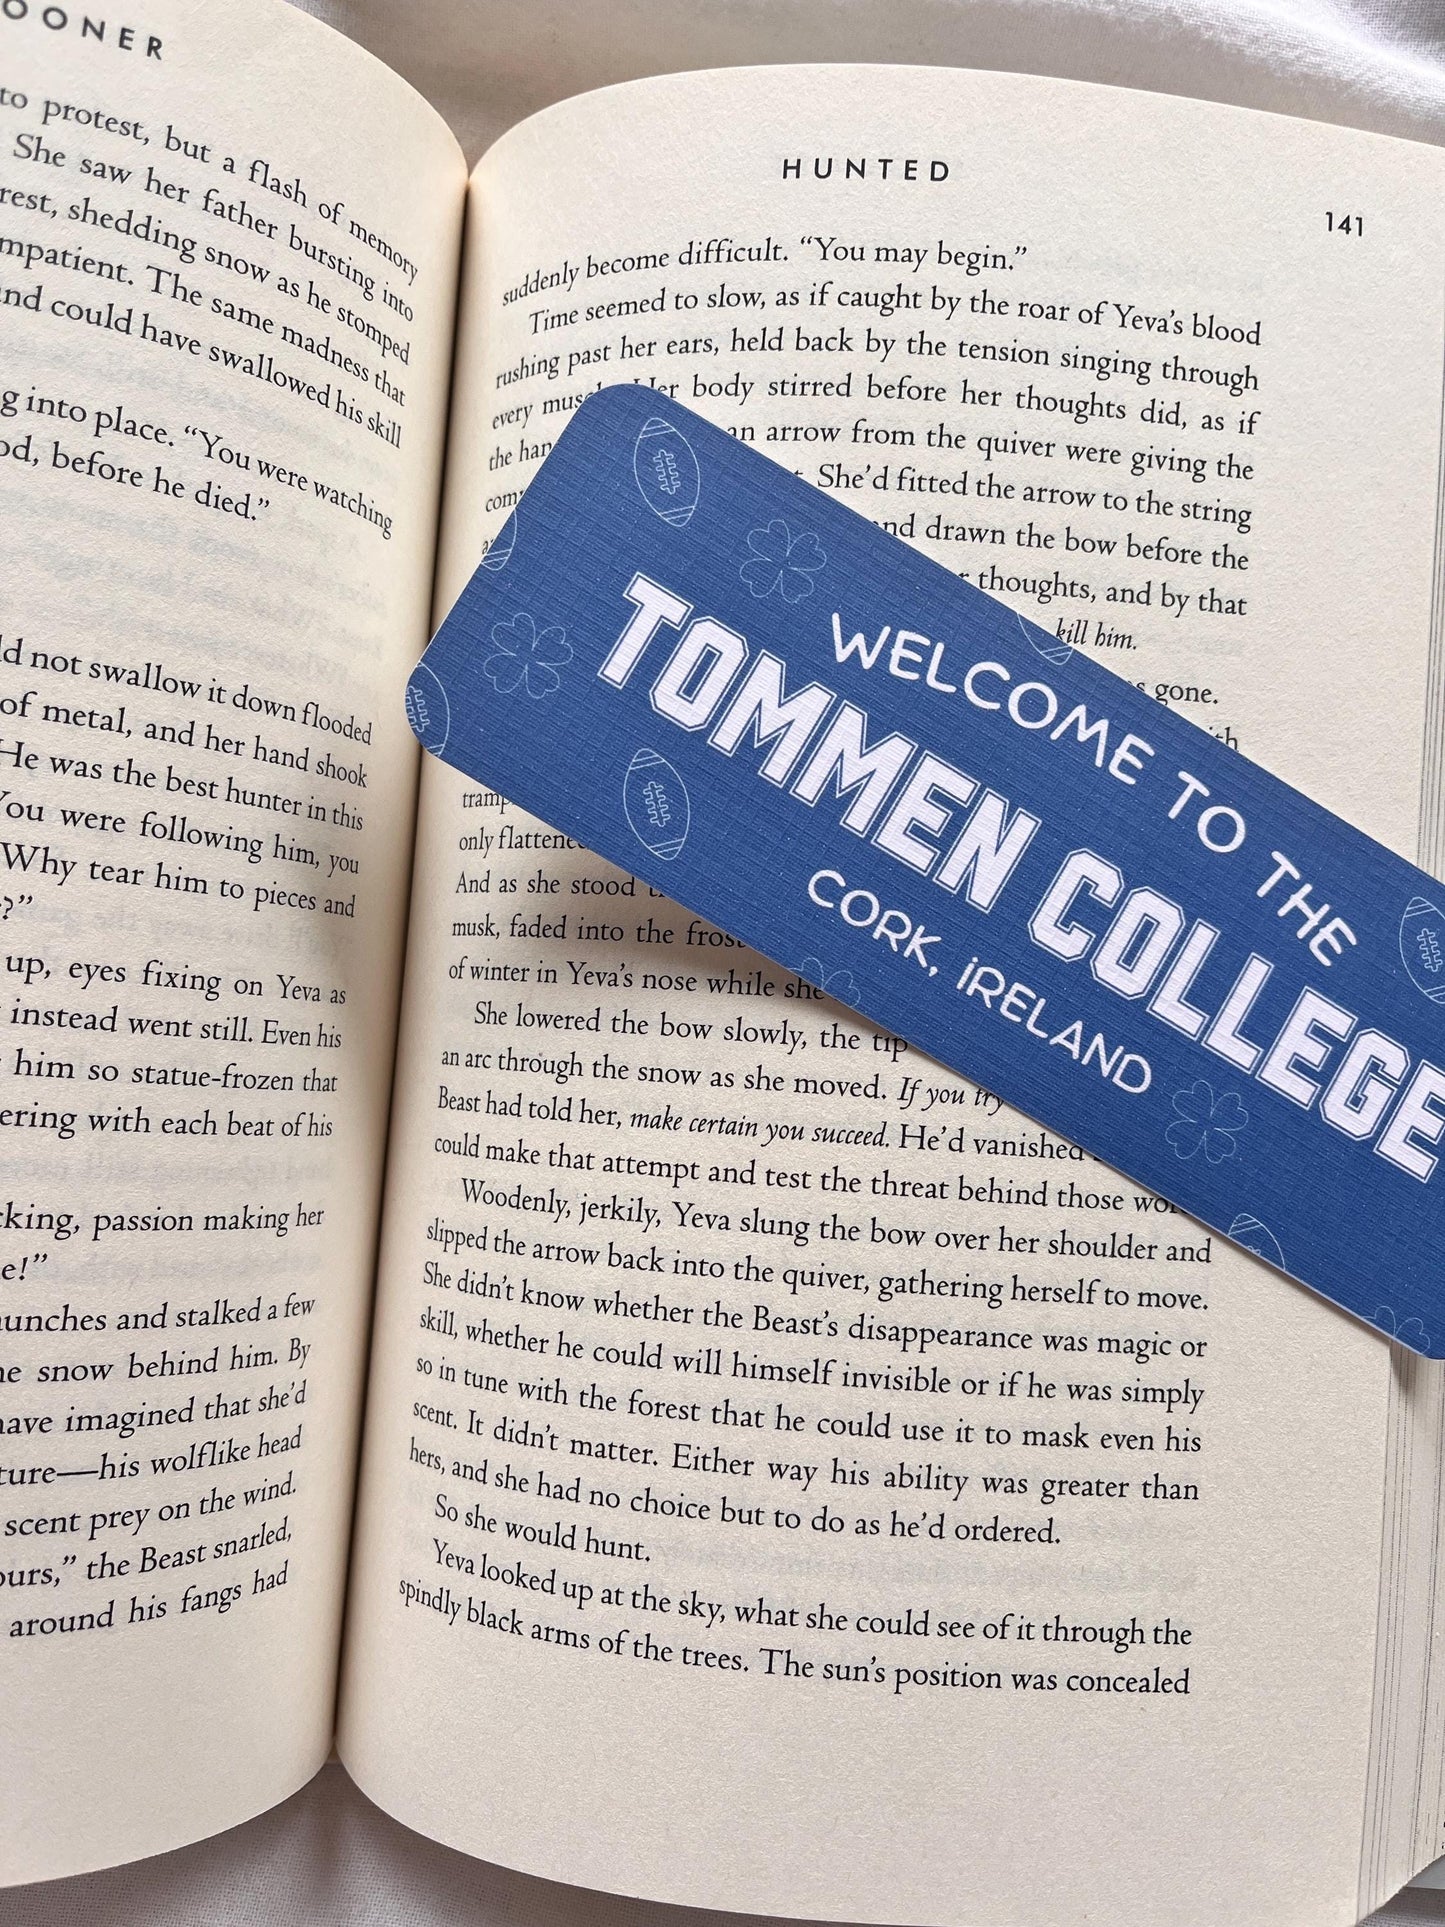 OONER
to protest, but a flash of memory
She saw her father bursting into
rest, shedding snow as he stomped
mpatient. The same madness that
and could have swallowed his skill
g into place. “You were watching
od, before he died.”
ld not swallow it down flooded
of metal, and her hand shook
He was the best hunter in this
You were following him, you
Why tear him to pieces and
?”
up, eyes fixing on Yeva as
instead went still. Even his
him so statue-frozen that
ering with each beat of his
cking, passion making her
e!”
aunches and stalked a few
ne snow behind him. By
have imagined that she’d
ture—his wolflike head
scent prey on the wind.
ours,” the Beast snarled,
around his fangs had
HUNTED
141
suddenly become difficult. “You may begin.”
Time seemed to slow, as if caught by the roar of Yeva’s blood
rushing past her ears, held back by the tension singing through
every Her body stirred before her thoughts did, as if
the an arrow from the quiver were giving the
She’d fitted the arrow to the string
and drawn the bow before the
thoughts, and by that
kill him.
gone.
tramp
only
And as she stood
musk, faded into the
of winter in Yeva’s nose while she
She lowered the bow slowly, the tip
an arc through the snow as she moved. If you try
Beast had told her, make certain you succeed. He’d vanished
could make that attempt and test the threat behind those
Woodenly, jerkily, Yeva slung the bow over her shoulder and
slipped the arrow back into the quiver, gathering herself to move.
She didn’t know whether the Beast’s disappearance was magic or
skill, whether he could will himself invisible or if he was simply
so in tune with the forest that he could use it to mask even his
scent. It didn’t matter. Either way his ability was greater than
hers, and she had no choice but to do as he’d ordered.
So she would hunt.
Yeva looked up at the sky, what she could see of it through the
spindly black arms of the trees. The sun’s position was concealed
WELCOME TO THE
TOMMEN COLLEGE
CORK, IRELAND